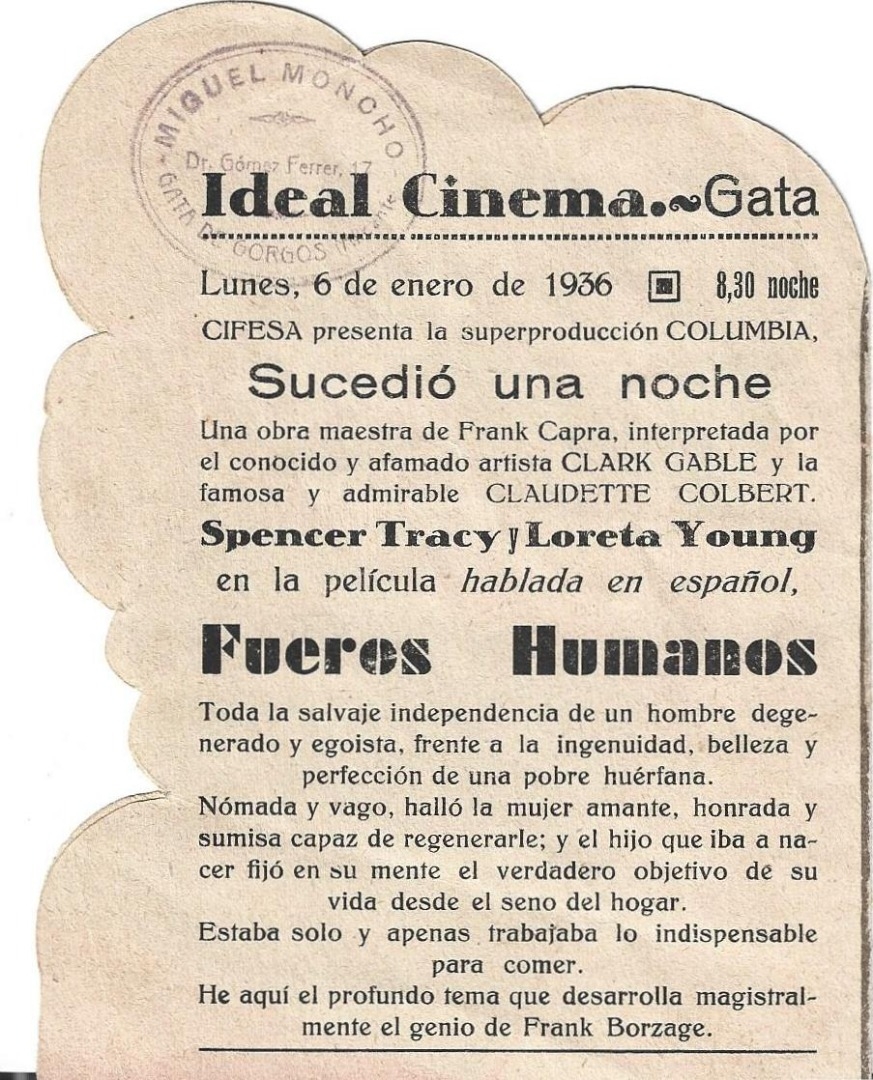 MIGUEL MONCHO
Dr. Gómez Ferrer, 17
GATA DE GORGOS (Alicante)
Ideal Cinema.~Gata
Lunes, 6 de enero de 1936 8,30 noche
CIFESA presenta la superproducción COLUMBIA,
Sucedió una noche
Una obra maestra de Frank Capra, interpretada por
el conocido y afamado artista CLARK GABLE y la
famosa y admirable CLAUDETTE COLBERT.
Spencer Tracy y Loreta Young
en la película hablada en español,
Fueros Humanos
Toda la salvaje independencia de un hombre dege-
nerado y egoista, frente a la ingenuidad, belleza y
perfección de una pobre huérfana.
Nómada y vago, halló la mujer amante, honrada y
sumisa capaz de regenerarle; y el hijo que iba a na-
cer fijó en su mente el verdadero objetivo de su
vida desde el seno del hogar.
Estaba solo y apenas trabajaba lo indispensable
para comer.
He aquí el profundo tema que desarrolla magistral-
mente el genio de Frank Borzage.